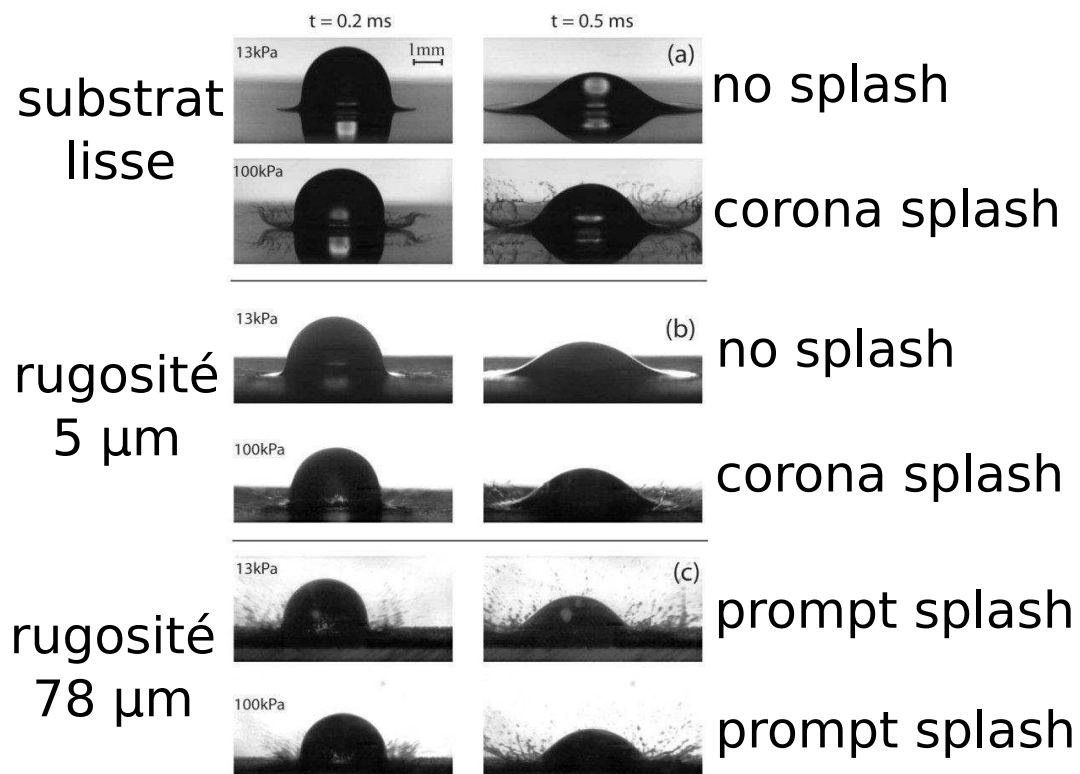 t = 0.2 ms
t = 0.5 ms
13kPa
1mm
(a)
no splash
substrat
lisse
100kPa
corona splash
13kPa
(b)
no splash
rugosité
5 µm
100kPa
corona splash
13kPa
(c)
prompt splash
rugosité
78 µm
100kPa
prompt splash